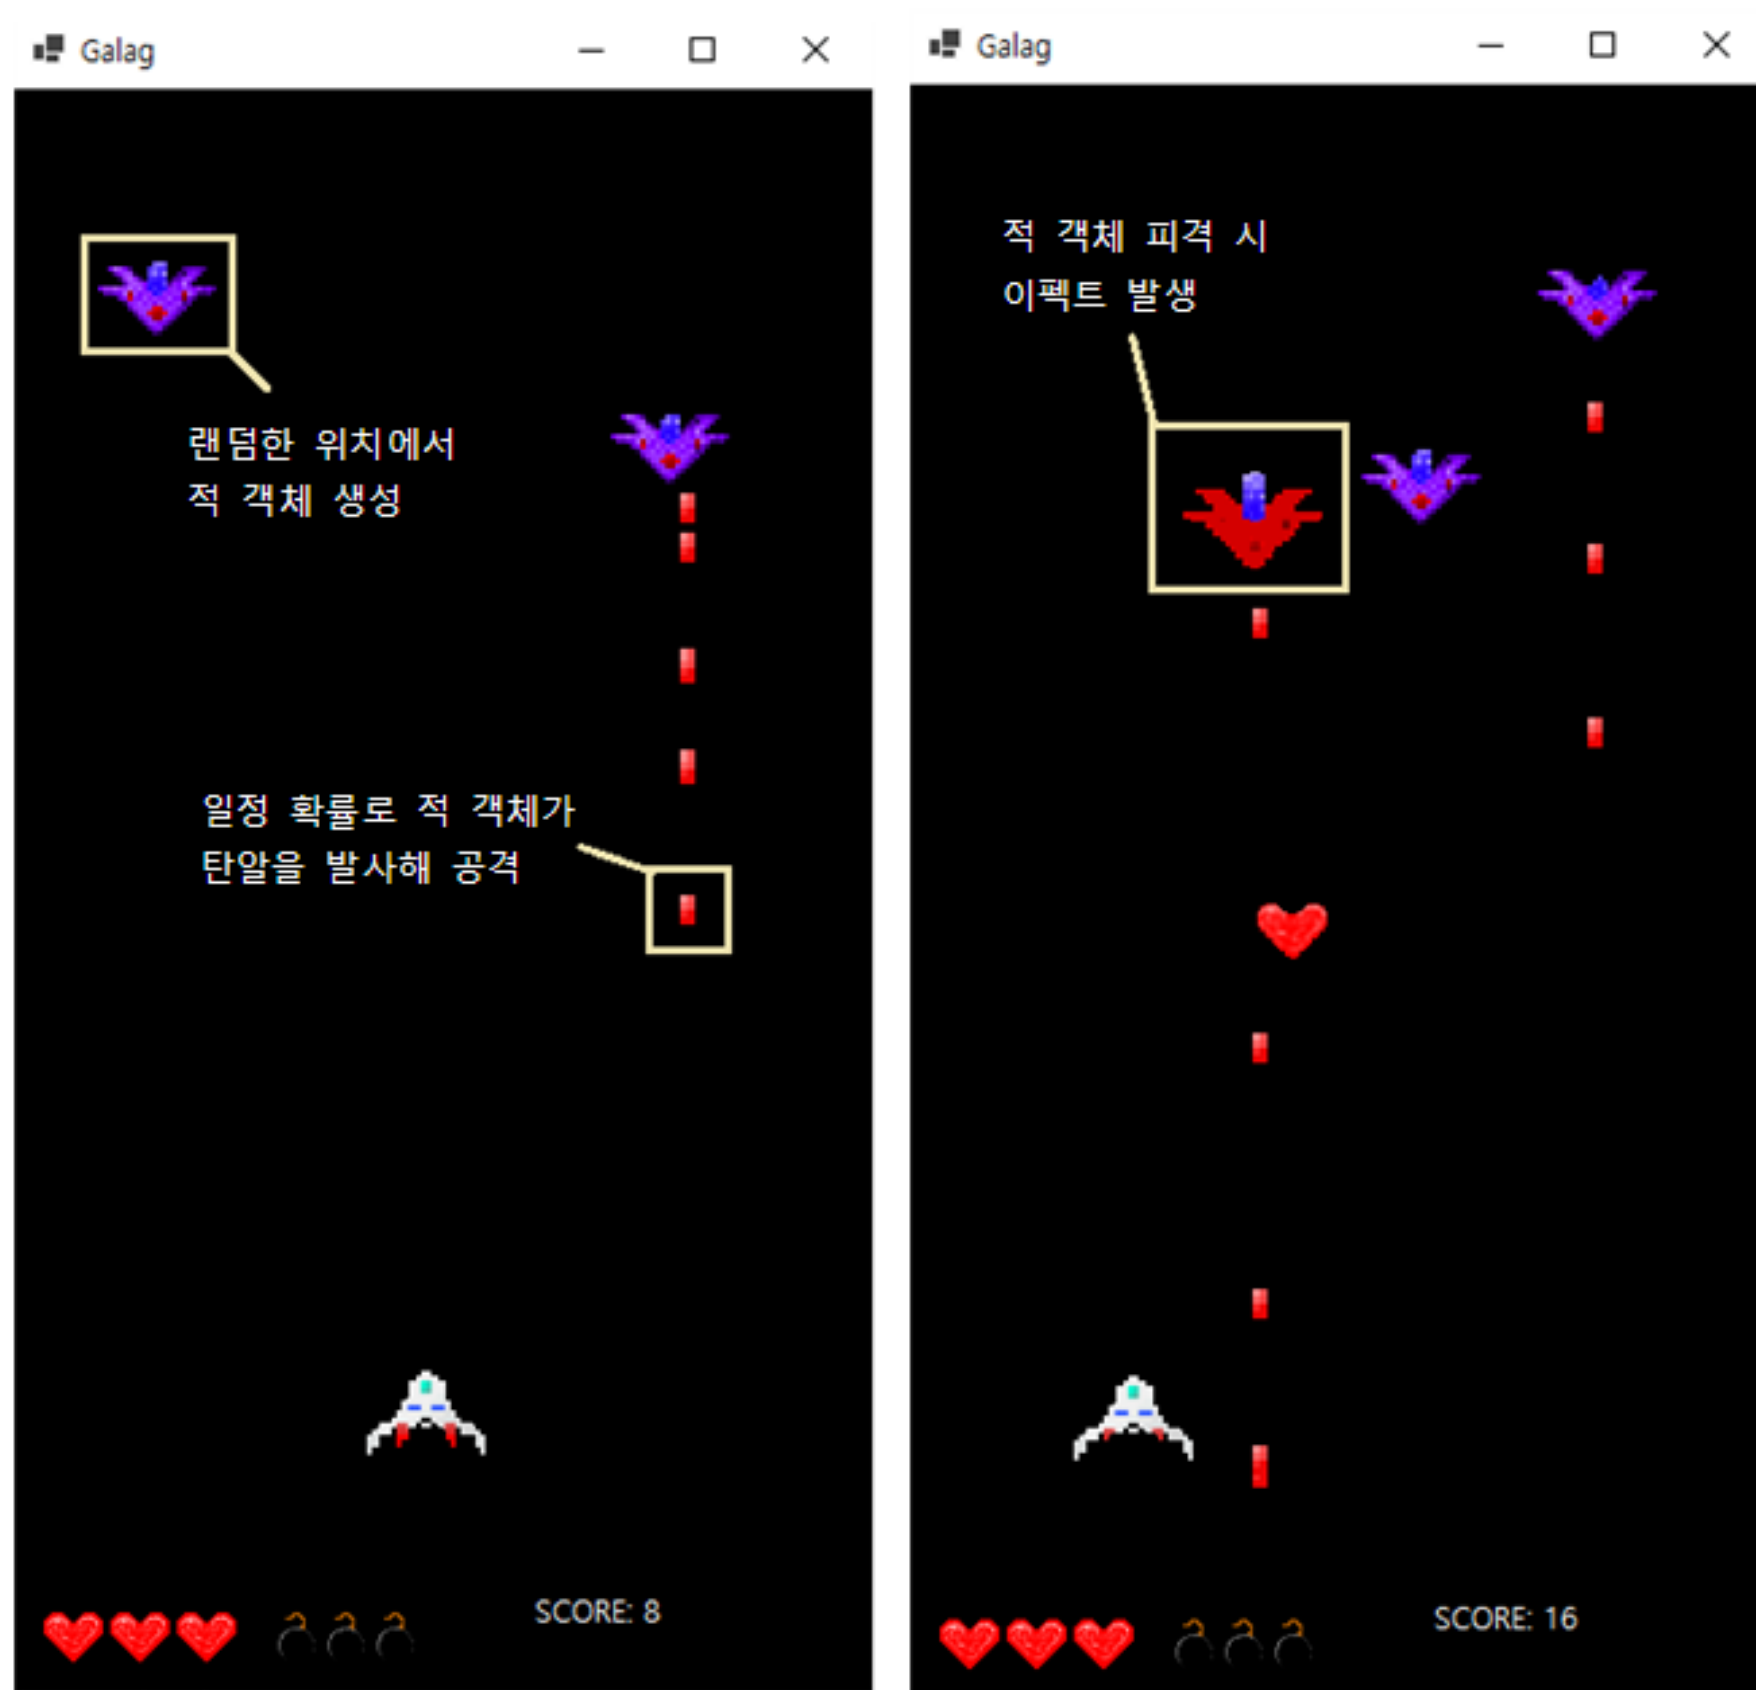 Galag
랜덤한 위치에서
적 객체 생성
일정 확률로 적 객체가
탄알을 발사해 공격
SCORE: 8
Galag
적 객체 피격 시
이펙트 발생
SCORE: 16